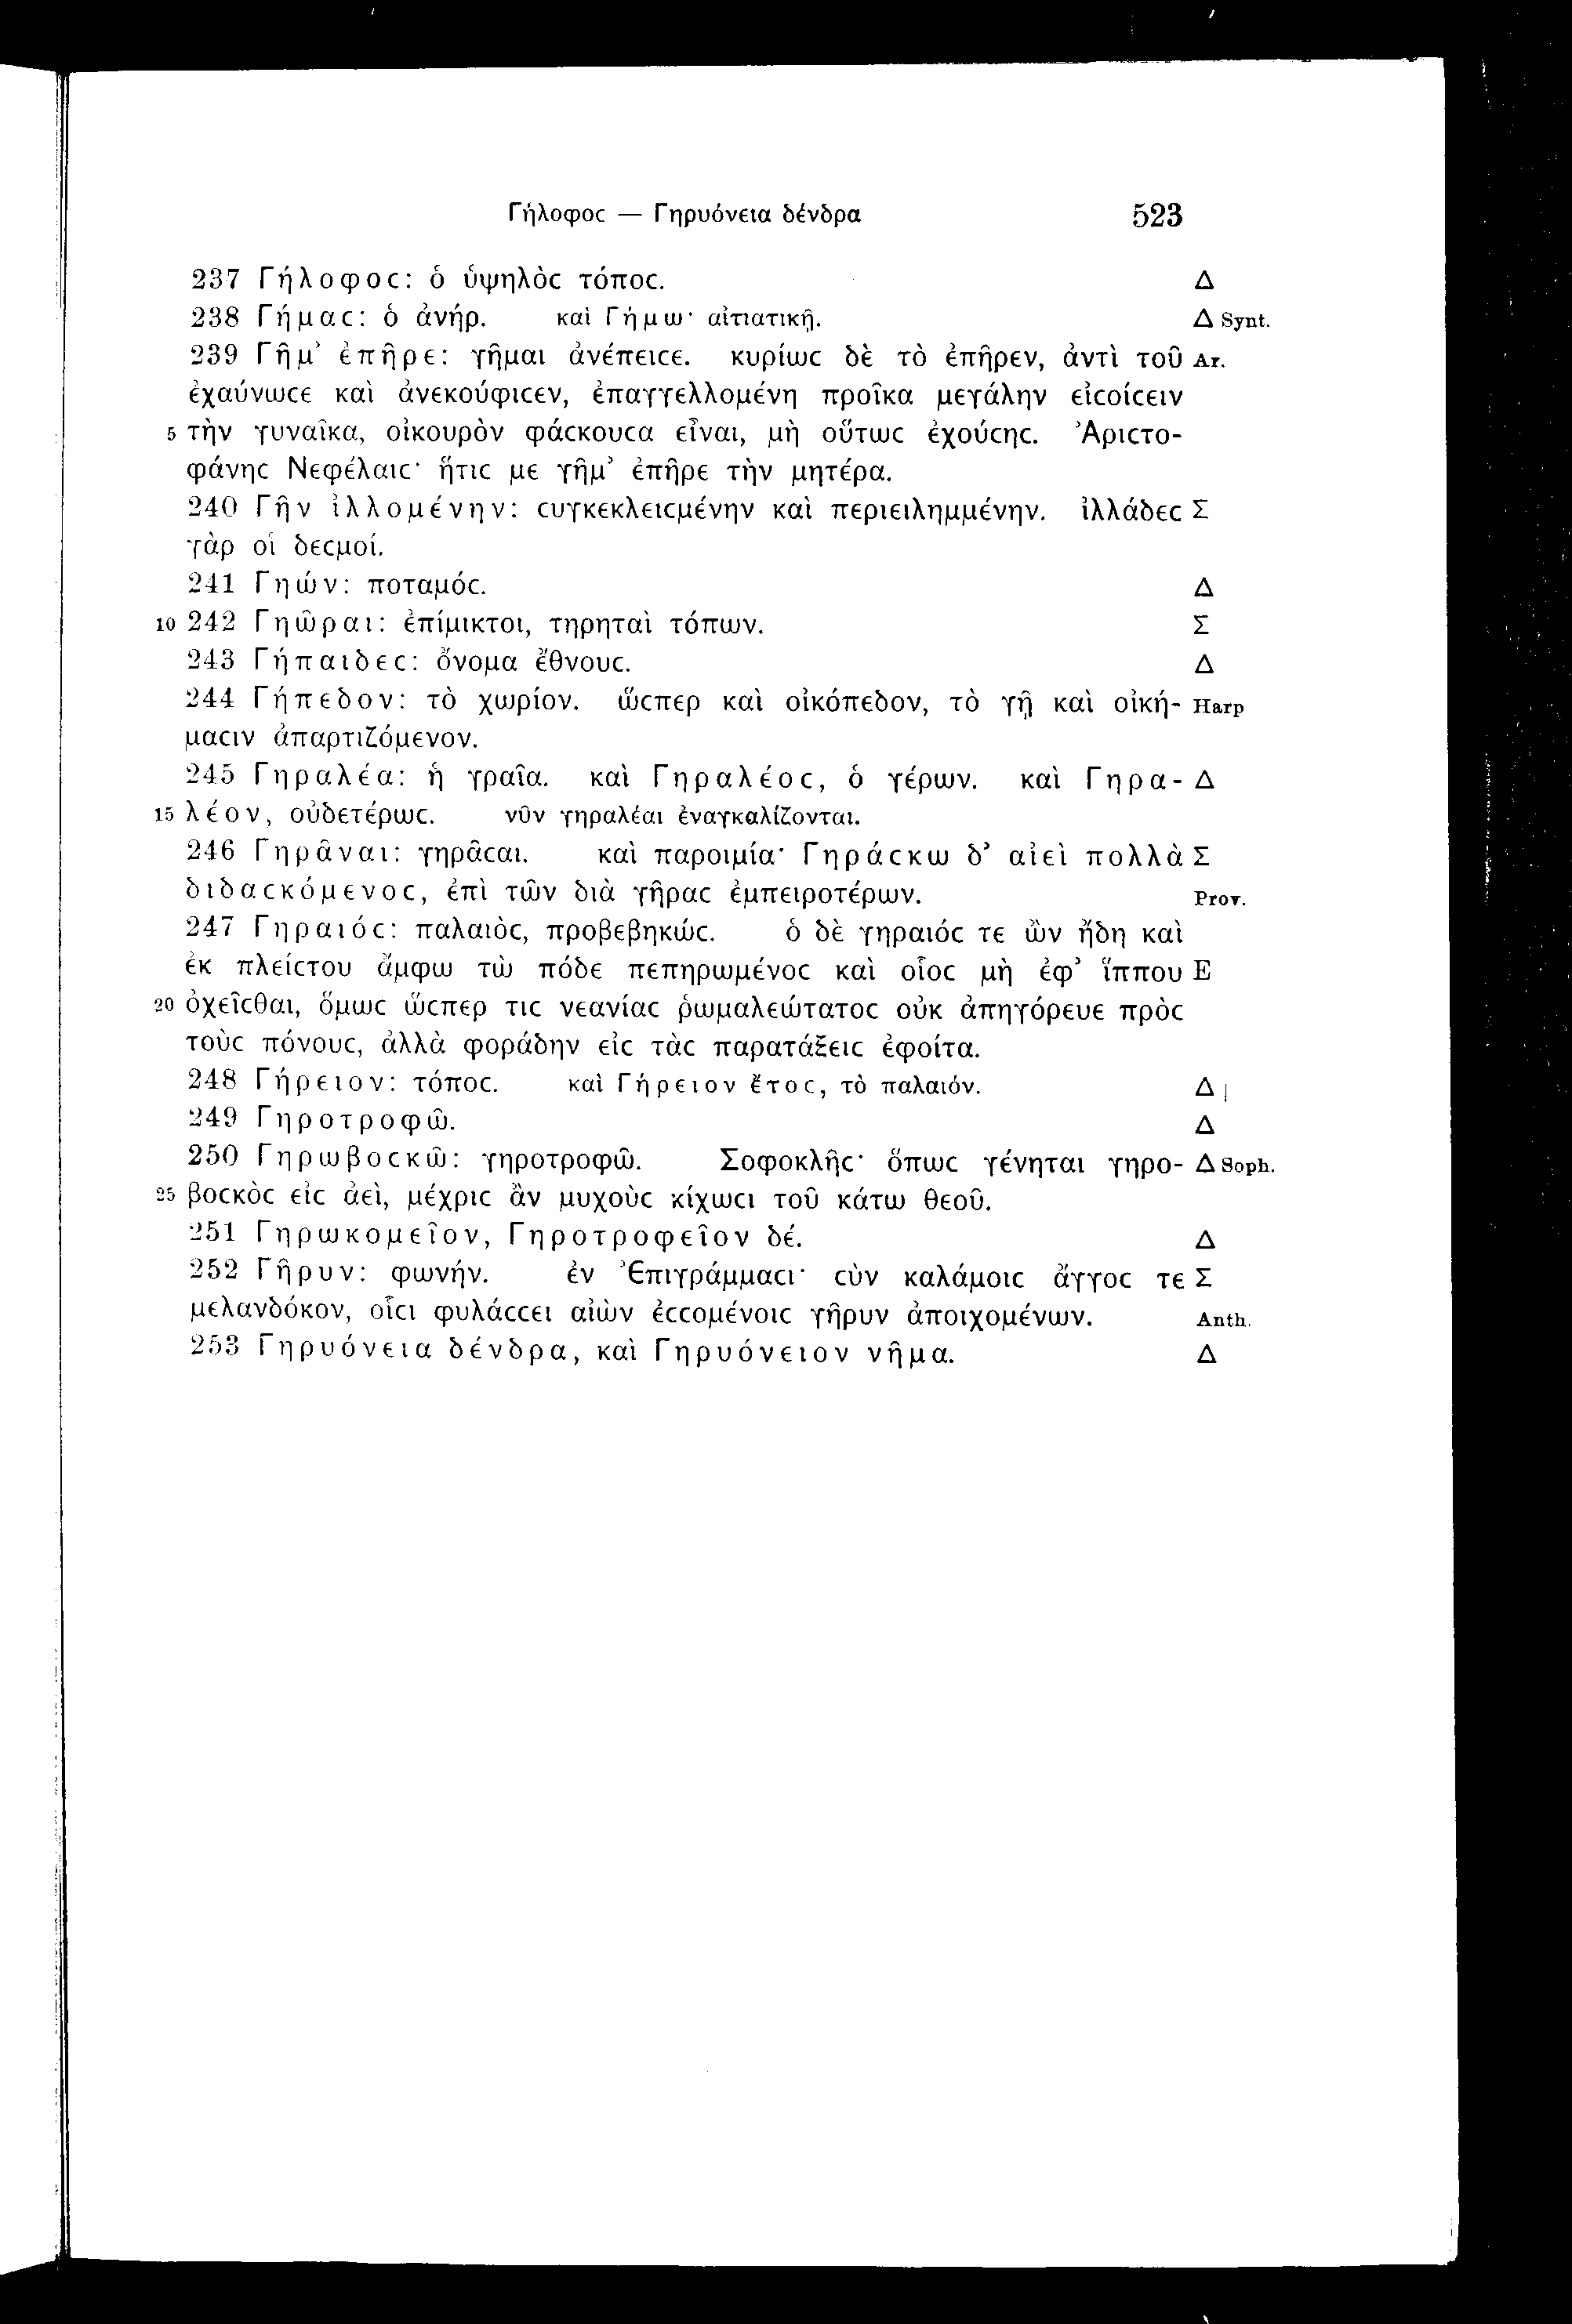 Γήλοφοϲ — Γηρυόνεια δένδρα 523
237 Γήλοφοϲ: ὁ ὑψηλὸϲ τόποϲ. Δ
238 Γήμαϲ: ὁ ἀνήρ. καὶ Γήμω· αἰτιατικῇ. Δ Synt.
239 Γῆμ’ ἐπῆρε: γῆμαι ἀνέπειϲε. κυρίωϲ δὲ τὸ ἐπῆρεν, ἀντὶ τοῦ Ar.
ἐχαύνωϲε καὶ ἀνεκούφιϲεν, ἐπαγγελλομένη προῖκα μεγάλην εἰϲοίϲειν
5 τὴν γυναῖκα, οἰκουρὸν φάϲκουϲα εἶναι, μὴ οὕτωϲ ἐχούϲηϲ. Ἀριϲτο-
φάνηϲ Νεφέλαιϲ· ἥτιϲ με γῆμ’ ἐπῆρε τὴν μητέρα.
240 Γῆν ἰλλομένην: ϲυγκεκλειϲμένην καὶ περιειλημμένην. ἰλλάδεϲ Σ
γὰρ οἱ δεϲμοί.
241 Γηών: ποταμόϲ. Δ
10 242 Γηῶραι: ἐπίμικτοι, τηρηταὶ τόπων. Σ
243 Γήπαιδεϲ: ὄνομα ἔθνουϲ. Δ
244 Γήπεδον: τὸ χωρίον. ὥϲπερ καὶ οἰκόπεδον, τὸ γῇ καὶ οἰκή- Harp
μαϲιν ἀπαρτιζόμενον.
245 Γηραλέα: ἡ γραῖα. καὶ Γηραλέοϲ, ὁ γέρων. καὶ Γηρα- Δ
15 λέον, οὐδετέρωϲ. νῦν γηραλέαι ἐναγκαλίζονται.
246 Γηρᾶναι: γηρᾶϲαι. καὶ παροιμία· Γηράϲκω δ’ αἰεὶ πολλὰ Σ
διδαϲκόμενοϲ, ἐπὶ τῶν διὰ γῆραϲ ἐμπειροτέρων. Prov.
247 Γηραιόϲ: παλαιὸϲ, προβεβηκώϲ. ὁ δὲ γηραιόϲ τε ὢν ἤδη καὶ
ἐκ πλείϲτου ἄμφω τὼ πόδε πεπηρωμένοϲ καὶ οἷοϲ μὴ ἐφ’ ἵππου E
20 ὀχεῖϲθαι, ὅμωϲ ὥϲπερ τιϲ νεανίαϲ ῥωμαλεώτατοϲ οὐκ ἀπηγόρευε πρὸϲ
τοὺϲ πόνουϲ, ἀλλὰ φοράδην εἰϲ τὰϲ παρατάξειϲ ἐφοίτα.
248 Γήρειον: τόποϲ. καὶ Γήρειον ἔτοϲ, τὸ παλαιόν. Δ |
249 Γηροτροφῶ. Δ
250 Γηρωβοϲκῶ: γηροτροφῶ. Σοφοκλῆϲ· ὅπωϲ γένηται γηρο- Δ Soph.
25 βοϲκὸϲ εἰϲ ἀεὶ, μέχριϲ ἂν μυχοὺϲ κίχωϲι τοῦ κάτω θεοῦ.
251 Γηρωκομεῖον, Γηροτροφεῖον δέ. Δ
252 Γῆρυν: φωνήν. ἐν Ἐπιγράμμαϲι· ϲὺν καλάμοιϲ ἄγγοϲ τε Σ
μελανδόκον, οἷϲι φυλάϲϲει αἰὼν ἐϲϲομένοιϲ γῆρυν ἀποιχομένων. Anth.
253 Γηρυόνεια δένδρα, καὶ Γηρυόνειον νῆμα. Δ